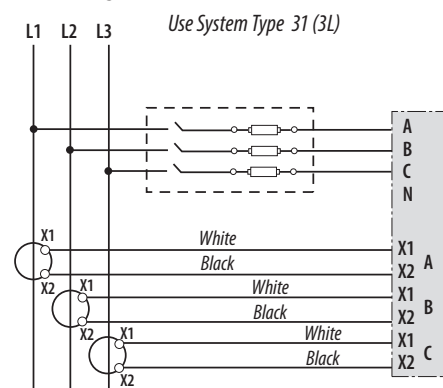 Use System Type 31 (3L)
L1 L2 L3
A
B
C
N
X1 White X1
Black X2 A
X2 X1 White X1
Black X2 B
X2 X1 White X1
Black X2 C
X2